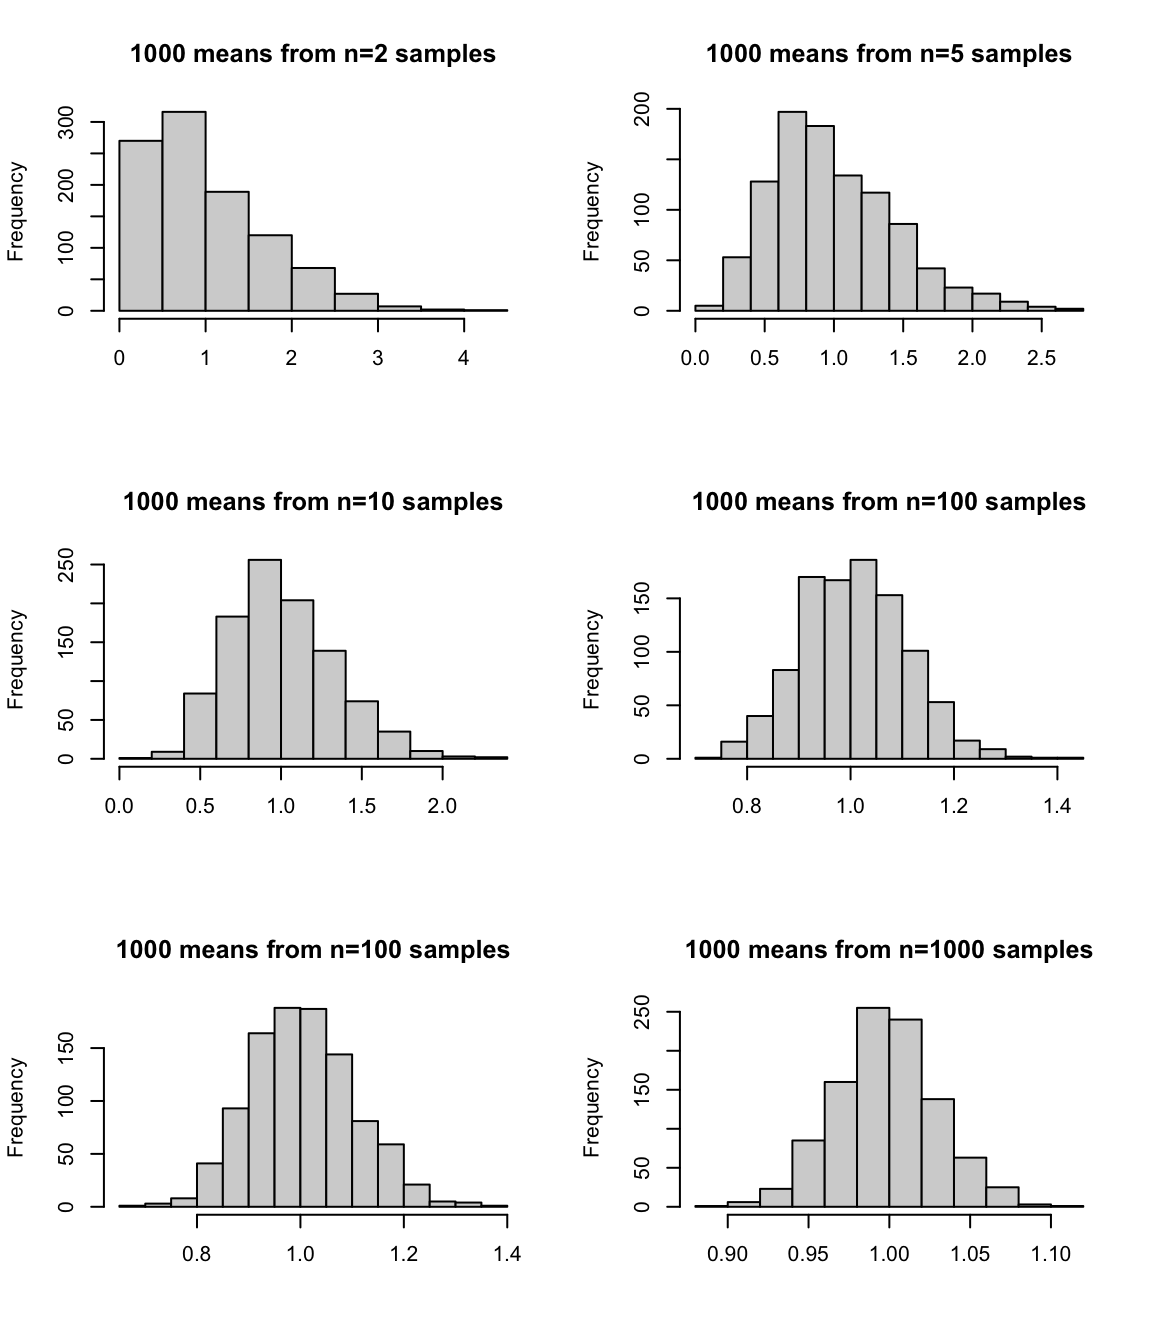 1000 means from n=2 samples
Frequency
0 100 200 300
0 1 2 3 4
1000 means from n=5 samples
Frequency
0 50 100 200
0.0 0.5 1.0 1.5 2.0 2.5
1000 means from n=10 samples
Frequency
0 50 150 250
0.0 0.5 1.0 1.5 2.0
1000 means from n=100 samples
Frequency
0 50 100 150
0.8 1.0 1.2 1.4
1000 means from n=100 samples
Frequency
0 50 100 150
0.8 1.0 1.2 1.4
1000 means from n=1000 samples
Frequency
0 50 150 250
0.90 0.95 1.00 1.05 1.10